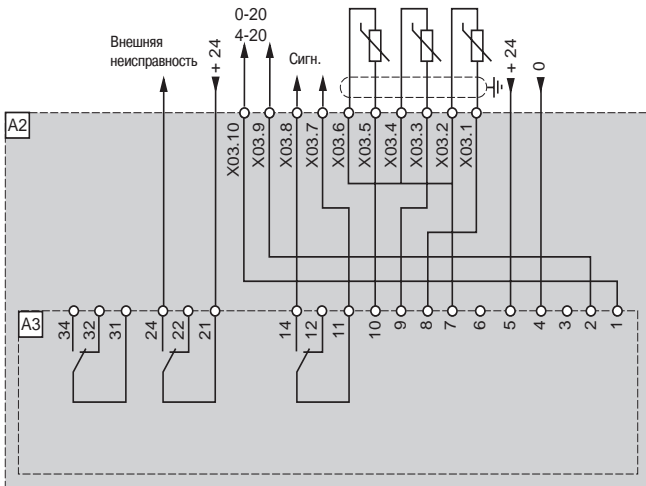 0-20
4-20
Внешняя
неисправность
+ 24
Сигн.
+ 24
0
A2
X03.10
X03.9
X03.8
X03.7
X03.6
X03.5
X03.4
X03.3
X03.2
X03.1
A3
34
32
31
24
22
21
14
12
11
10
9
8
7
6
5
4
3
2
1